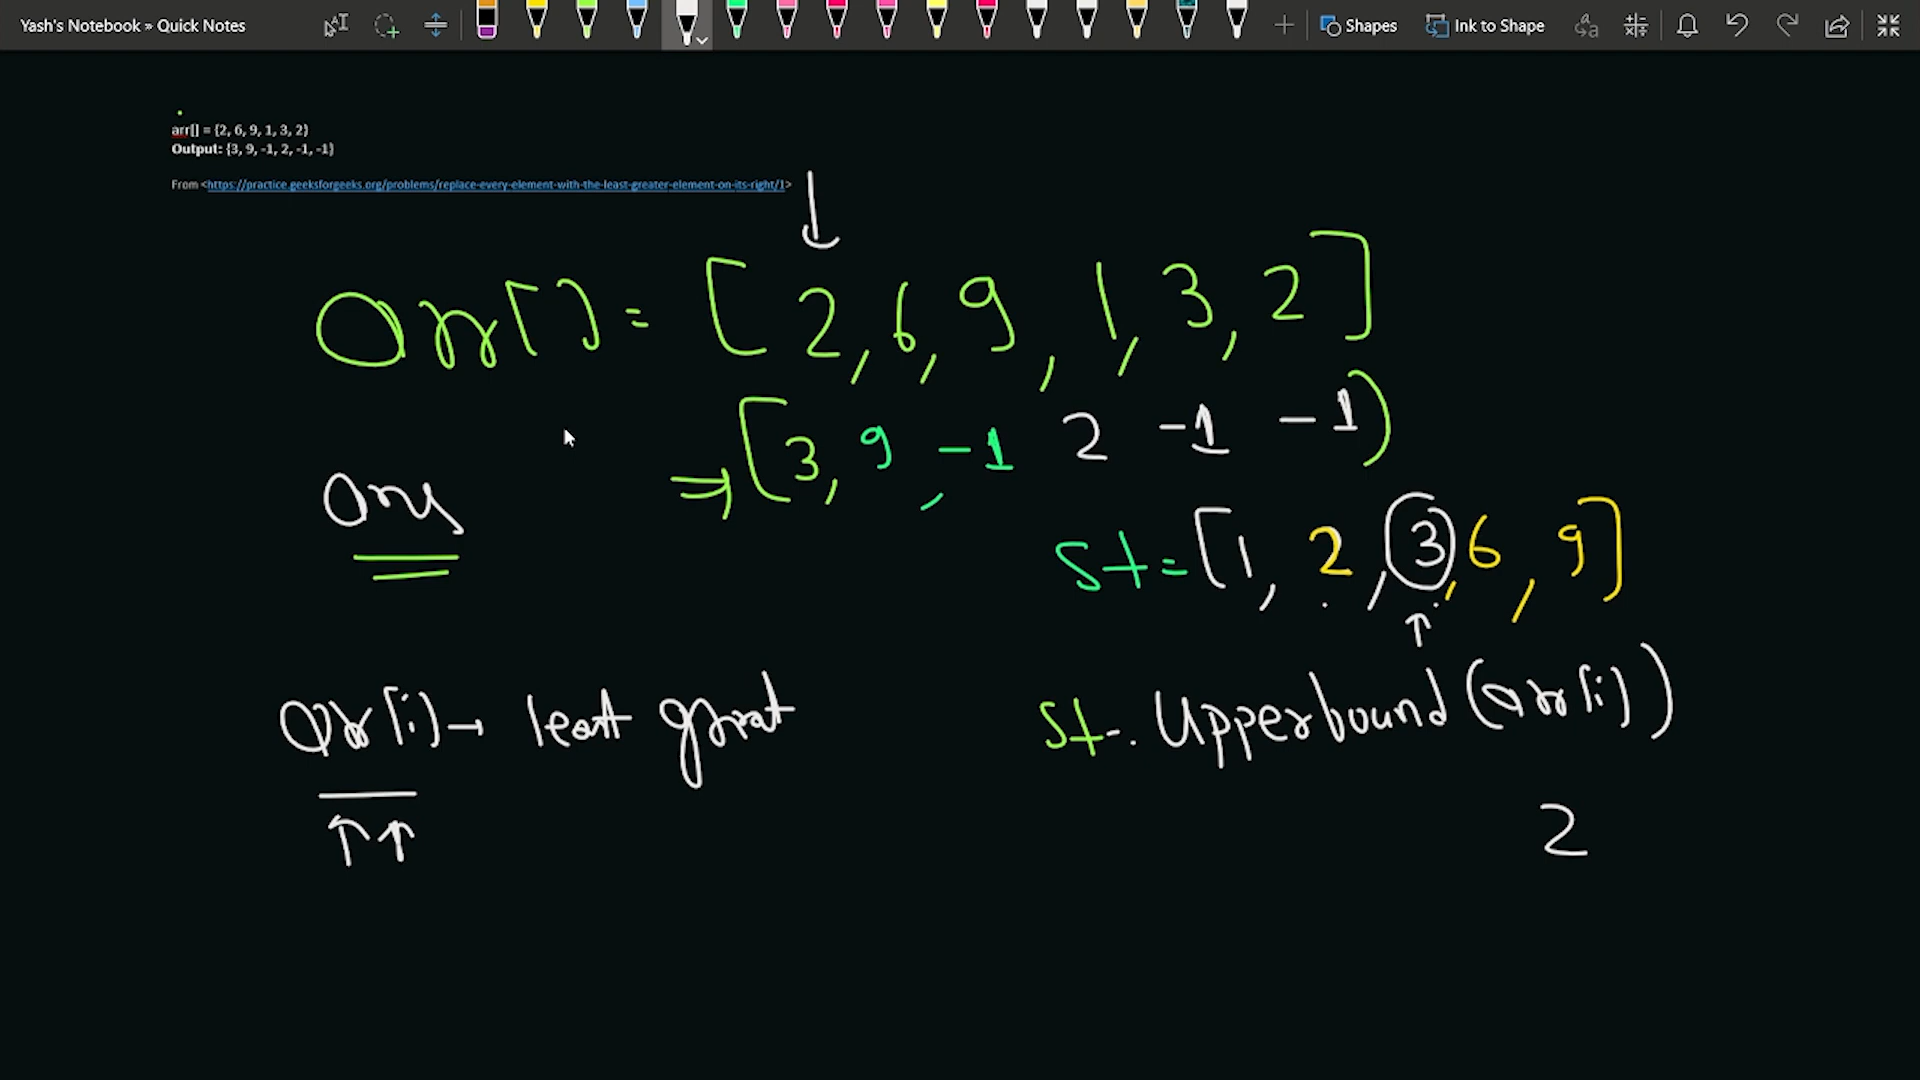 Yash's Notebook » Quick Notes Shapes Ink to Shape
arr[] = {2, 6, 9, 1, 3, 2}
Output: {3, 9, -1, 2, -1, -1}
From <https://practice.geeksforgeeks.org/problems/replace-every-element-with-the-least-greater-element-on-its-right/1>
arr[] = [2, 6, 9, 1, 3, 2]
⇒ [3, 9, -1 2 -1 -1)
ans
st = [1, 2, 3, 6, 9]
arr[i) → least great
st. Upperbound(arr[i))
2